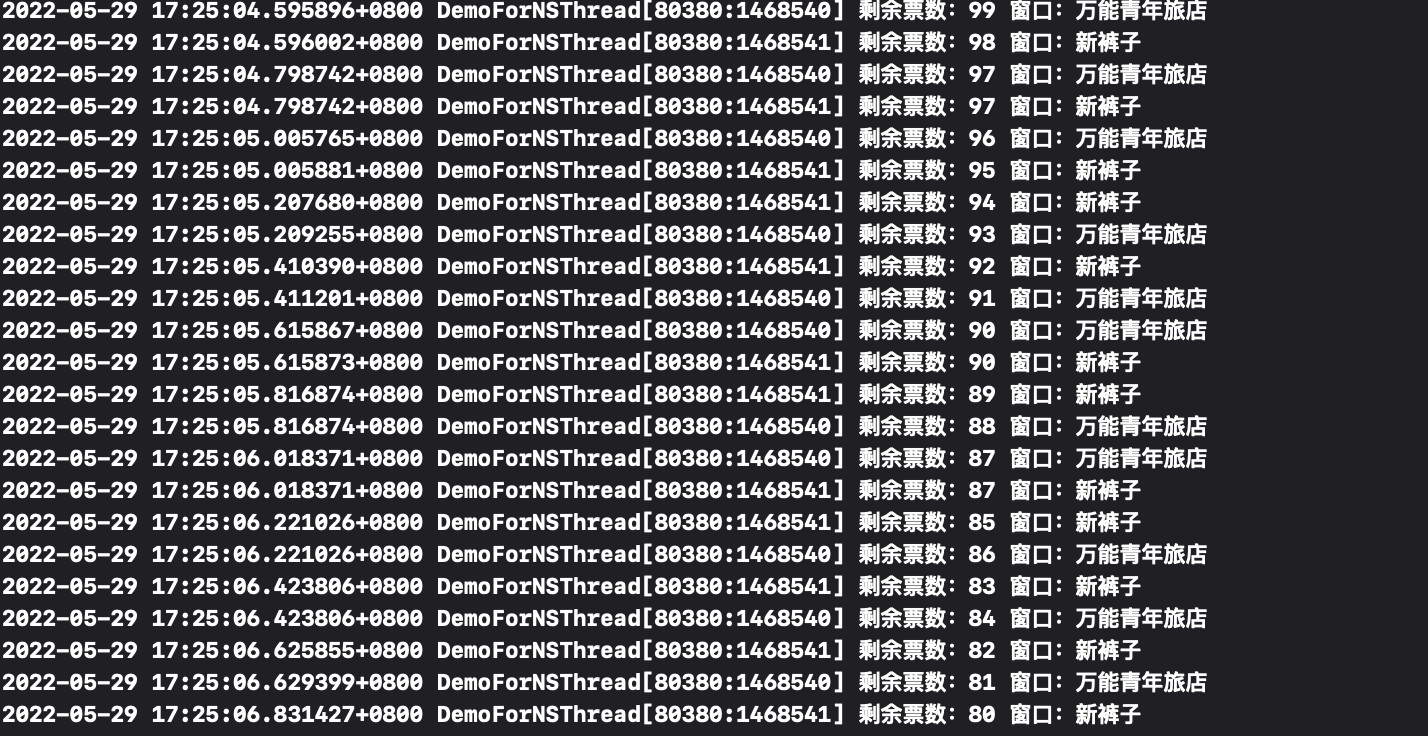 2022-05-29 17:25:04.595896+0800 DemoForNSThread[80380:1468540] 剩余票数：99 窗口：万能青年旅店
2022-05-29 17:25:04.596002+0800 DemoForNSThread[80380:1468541] 剩余票数：98 窗口：新裤子
2022-05-29 17:25:04.798742+0800 DemoForNSThread[80380:1468540] 剩余票数：97 窗口：万能青年旅店
2022-05-29 17:25:04.798742+0800 DemoForNSThread[80380:1468541] 剩余票数：97 窗口：新裤子
2022-05-29 17:25:05.005765+0800 DemoForNSThread[80380:1468540] 剩余票数：96 窗口：万能青年旅店
2022-05-29 17:25:05.005881+0800 DemoForNSThread[80380:1468541] 剩余票数：95 窗口：新裤子
2022-05-29 17:25:05.207680+0800 DemoForNSThread[80380:1468541] 剩余票数：94 窗口：新裤子
2022-05-29 17:25:05.209255+0800 DemoForNSThread[80380:1468540] 剩余票数：93 窗口：万能青年旅店
2022-05-29 17:25:05.410390+0800 DemoForNSThread[80380:1468541] 剩余票数：92 窗口：新裤子
2022-05-29 17:25:05.411201+0800 DemoForNSThread[80380:1468540] 剩余票数：91 窗口：万能青年旅店
2022-05-29 17:25:05.615867+0800 DemoForNSThread[80380:1468540] 剩余票数：90 窗口：万能青年旅店
2022-05-29 17:25:05.615873+0800 DemoForNSThread[80380:1468541] 剩余票数：90 窗口：新裤子
2022-05-29 17:25:05.816874+0800 DemoForNSThread[80380:1468541] 剩余票数：89 窗口：新裤子
2022-05-29 17:25:05.816874+0800 DemoForNSThread[80380:1468540] 剩余票数：88 窗口：万能青年旅店
2022-05-29 17:25:06.018371+0800 DemoForNSThread[80380:1468540] 剩余票数：87 窗口：万能青年旅店
2022-05-29 17:25:06.018371+0800 DemoForNSThread[80380:1468541] 剩余票数：87 窗口：新裤子
2022-05-29 17:25:06.221026+0800 DemoForNSThread[80380:1468541] 剩余票数：85 窗口：新裤子
2022-05-29 17:25:06.221026+0800 DemoForNSThread[80380:1468540] 剩余票数：86 窗口：万能青年旅店
2022-05-29 17:25:06.423806+0800 DemoForNSThread[80380:1468541] 剩余票数：83 窗口：新裤子
2022-05-29 17:25:06.423806+0800 DemoForNSThread[80380:1468540] 剩余票数：84 窗口：万能青年旅店
2022-05-29 17:25:06.625855+0800 DemoForNSThread[80380:1468541] 剩余票数：82 窗口：新裤子
2022-05-29 17:25:06.629399+0800 DemoForNSThread[80380:1468540] 剩余票数：81 窗口：万能青年旅店
2022-05-29 17:25:06.831427+0800 DemoForNSThread[80380:1468541] 剩余票数：80 窗口：新裤子